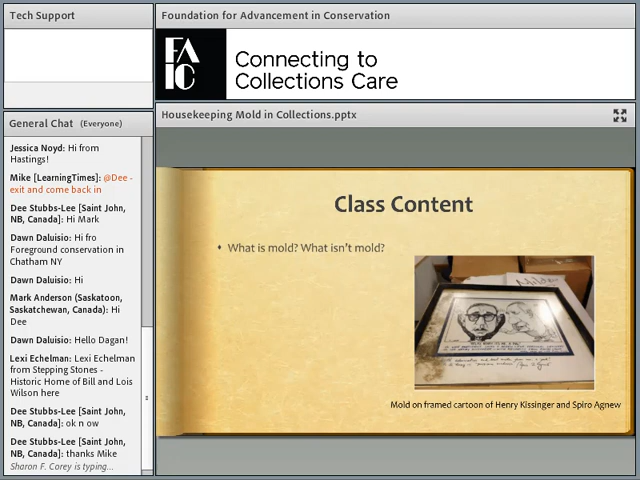 Tech Support
Foundation for Advancement in Conservation
FA
IC
Connecting to
Collections Care
General Chat (Everyone)
Housekeeping Mold in Collections.pptx
Jessica Noyd: Hi from
Hastings!
Mike [LearningTimes]: @Dee -
exit and come back in
Dee Stubbs-Lee [Saint John,
NB, Canada]: Hi Mark
Dawn Daluisio: Hi fro
Foreground conservation in
Chatham NY
Dawn Daluisio: Hi
Mark Anderson (Saskatoon,
Saskatchewan, Canada): Hi
Dee
Dawn Daluisio: Hello Dagan!
Lexi Echelman: Lexi Echelman
from Stepping Stones -
Historic Home of Bill and Lois
Wilson here
Dee Stubbs-Lee [Saint John,
NB, Canada]: ok n ow
Dee Stubbs-Lee [Saint John,
NB, Canada]: thanks Mike
Sharon F. Corey is typing...
Class Content
• What is mold? What isn't mold?
Mold on framed cartoon of Henry Kissinger and Spiro Agnew